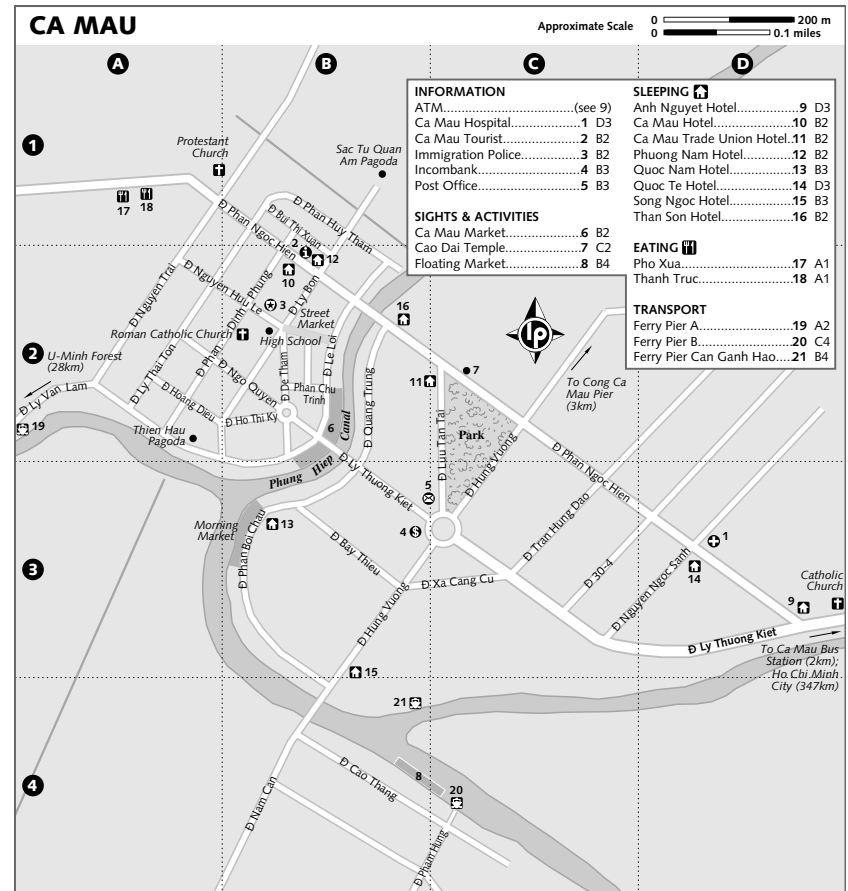 CA MAU
Approximate Scale
0 200 m
0 0.1 miles
A B C D
1
2
3
4
INFORMATION
ATM...........................(see 9)
Ca Mau Hospital.................1 D3
Ca Mau Tourist..................2 B2
Immigration Police..............3 B2
Incombank.......................4 B3
Post Office.....................5 B3
SIGHTS & ACTIVITIES
Ca Mau Market...................6 B2
Cao Dai Temple..................7 C2
Floating Market.................8 B4
SLEEPING
Anh Nguyet Hotel................9 D3
Ca Mau Hotel...................10 B2
Ca Mau Trade Union Hotel..11 B2
Phuong Nam Hotel...............12 B2
Quoc Nam Hotel.................13 B3
Quoc Te Hotel..................14 D3
Song Ngoc Hotel................15 B3
Than Son Hotel.................16 B2
EATING
Pho Xua........................17 A1
Thanh Truc.....................18 A1
TRANSPORT
Ferry Pier A...................19 A2
Ferry Pier B...................20 C4
Ferry Pier Can Ganh Hao....21 B4
Protestant
Church
Sac Tu Quan
Am Pagoda
17 18
Đ Phan Ngoc Hien
Đ Bui Thi Xuan
Đ Phan Huy Tham
2
12
10
Đ Nguyen Trai
Đ Nguyen Huu Le
Đ Phan Dinh Phung
Đ Ly Bon
3
Street
Market
16
Roman Catholic Church
High School
Đ Le Loi
U-Minh Forest
(28km)
Đ Ly Van Lam
Đ Ly Thai Ton
Đ Ngo Quyen
Đ De Tham
Phan Chu
Trinh
Đ Quang Trung
Đ Hoang Dieu
Đ Ho Thi Ky
6
Canal
Phung Hiep
19
Thien Hau
Pagoda
lp
7
11
To Cong Ca
Mau Pier
(3km)
Đ Luu Tan Tai
Park
Đ Hung Vuong
Đ Phan Ngoc Hien
Đ Ly Thuong Kiet
5
4 $
Morning
Market
13
Đ Phan Boi Chau
Đ Bay Thieu
Đ Xa Cang Cu
Đ Tran Hung Dao
Đ 30-4
Đ Nguyen Ngoc Sanh
1
14
Catholic
Church
9
Đ Hung Vuong
Đ Ly Thuong Kiet
To Ca Mau Bus
Station (2km);
Ho Chi Minh
City (347km)
15
21
8
20
Đ Cao Thang
Đ Nam Can
Đ Pham Hung